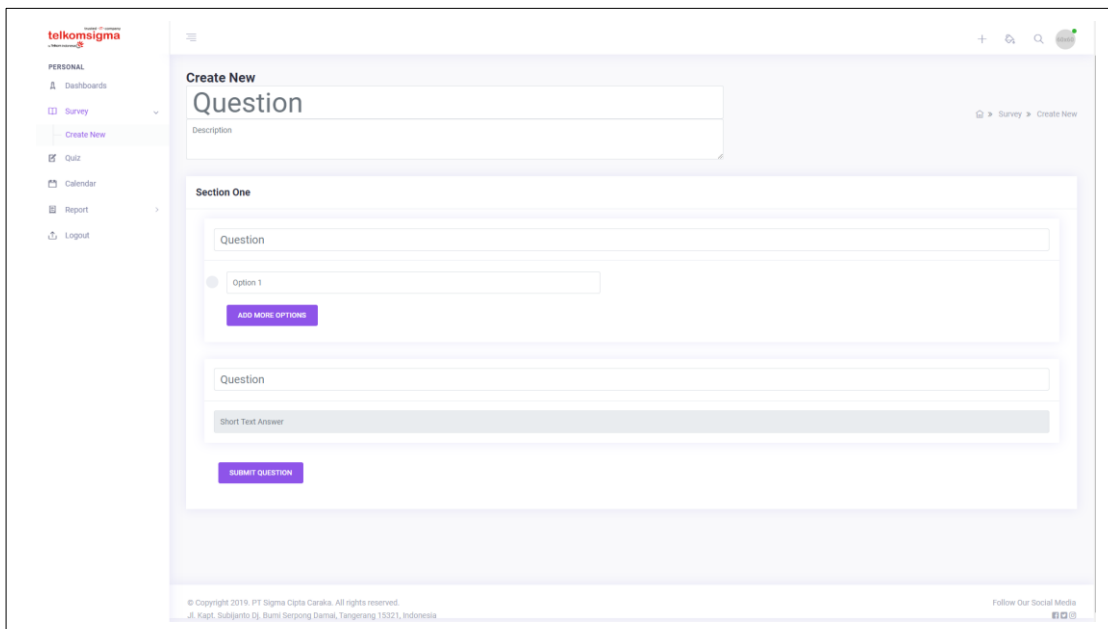 telkomsigma
PERSONAL
Dashboards
Survey
Create New
Quiz
Calendar
Report
Logout
Create New
Question
Description
Survey
Create New
Section One
Question
Option 1
ADD MORE OPTIONS
Question
Short Text Answer
SUBMIT QUESTION
© Copyright 2019. PT Sigma Cipta Caraka. All rights reserved.
Jl. Kapt. Subijanto Dj. Bumi Serpong Damai, Tangerang 15321, Indonesia
Follow Our Social Media